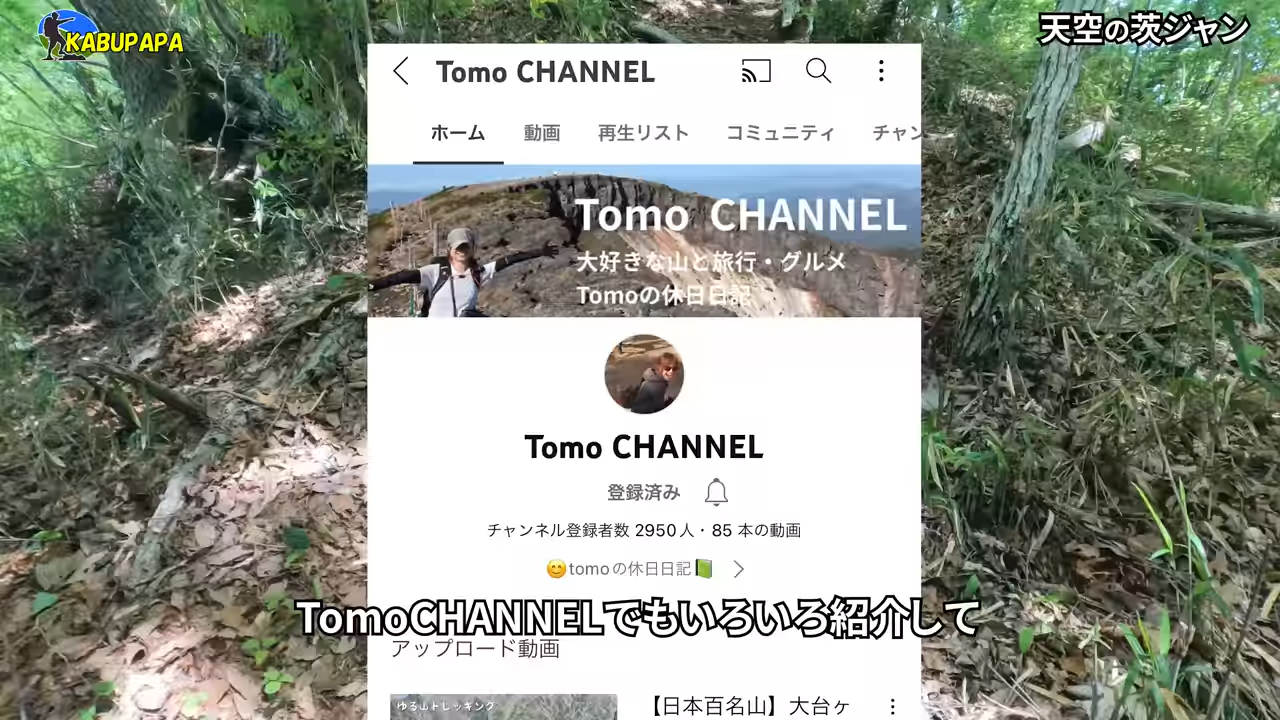 KABUPAPA
天空の茨ジャン
Tomo CHANNEL
ホーム 動画 再生リスト コミュニティ チャン
Tomo CHANNEL
大好きな山と旅行・グルメ
Tomoの休日日記
Tomo CHANNEL
登録済み
チャンネル登録者数 2950人・85 本の動画
tomoの休日日記
TomoCHANNELでもいろいろ紹介して
アップロード動画
ゆる山トレッキング
【日本百名山】大台ヶ